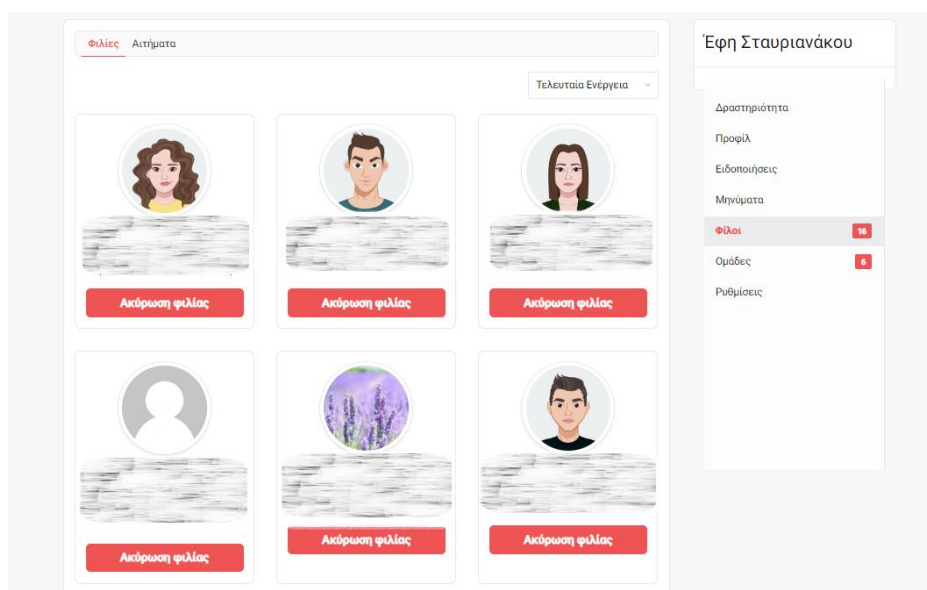 Φιλίες Αιτήματα
Τελευταία Ενέργεια
Ακύρωση φιλίας Ακύρωση φιλίας Ακύρωση φιλίας
Ακύρωση φιλίας Ακύρωση φιλίας Ακύρωση φιλίας
Έφη Σταυριανάκου
Δραστηριότητα
Προφίλ
Ειδοποιήσεις
Μηνύματα
Φίλοι 16
Ομάδες 6
Ρυθμίσεις